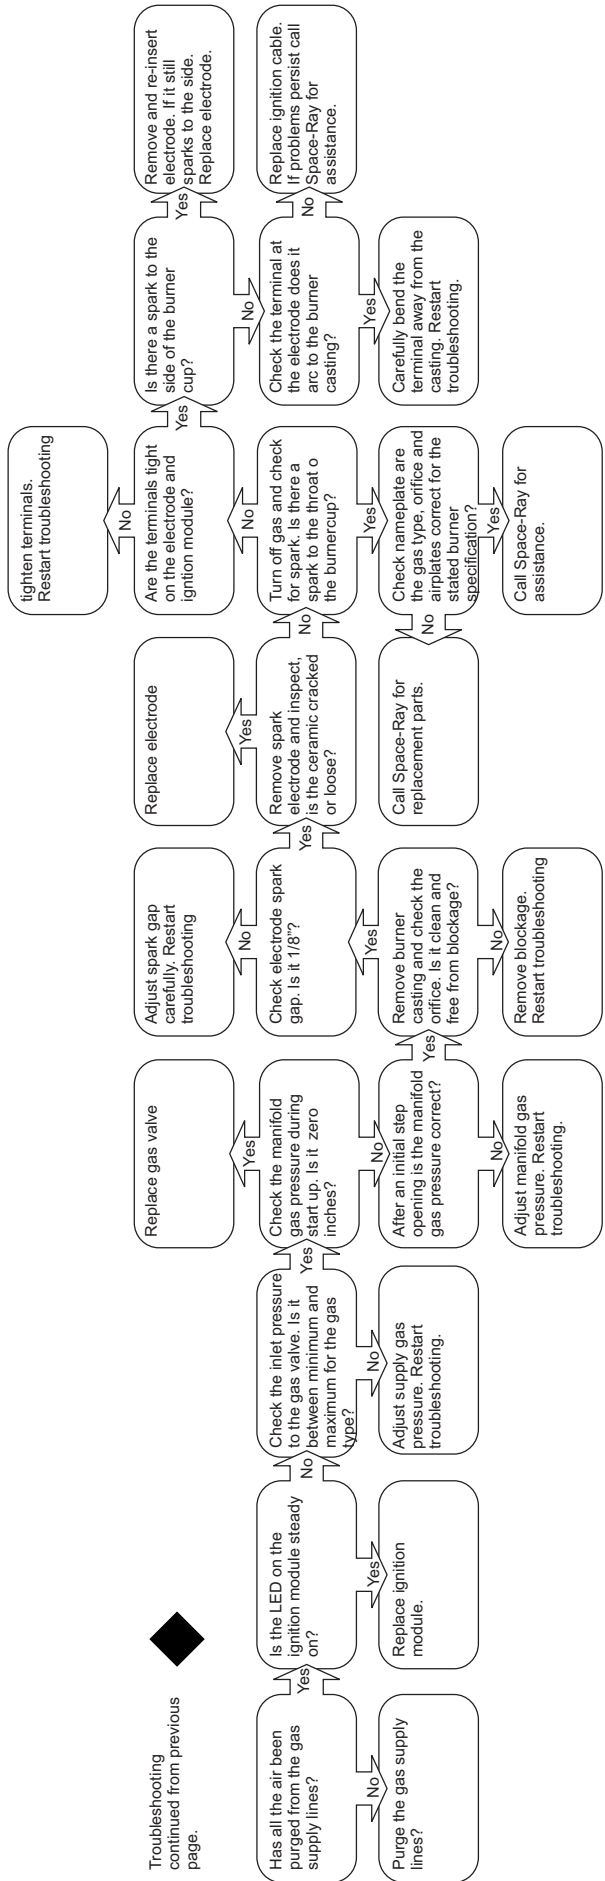 Troubleshooting
continued from previous
page.
Has all the air been
purged from the gas
supply lines?
No
Purge the gas supply
lines?
Yes
Is the LED on the
ignition module steady
on?
Yes
Replace ignition
module.
No
Check the inlet pressure
to the gas valve. Is it
between minimum and
maximum for the gas
type?
No
Adjust supply gas
pressure. Restart
troubleshooting.
Yes
Check the manifold
gas pressure during
start up. Is it zero
inches?
Yes
Replace gas valve
No
After an initial step
opening is the manifold
gas pressure correct?
No
Adjust manifold gas
pressure. Restart
troubleshooting.
Yes
Remove burner
casting and check the
orifice. Is it clean and
free from blockage?
No
Remove blockage.
Restart troubleshooting
Yes
Check electrode spark
gap. Is it 1/8"?
No
Adjust spark gap
carefully. Restart
troubleshooting
Yes
Remove spark
electrode and inspect,
is the ceramic cracked
or loose?
Yes
Replace electrode
No
Turn off gas and check
for spark. Is there a
spark to the throat o
the burnercup?
Yes
Check nameplate are
the gas type, orifice and
airplates correct for the
stated burner
specification?
No
Call Space-Ray for
replacement parts.
Yes
Call Space-Ray for
assistance.
No
Are the terminals tight
on the electrode and
igntion module?
No
tighten terminals.
Restart troubleshooting
Yes
Is there a spark to the
side of the burner
cup?
Yes
Remove and re-insert
electrode. If it still
sparks to the side.
Replace electrode.
No
Check the terminal at
the electrode does it
arc to the burner
casting?
No
Replace ignition cable.
If problems persist call
Space-Ray for
assistance.
Yes
Carefully bend the
terminal away from the
casting. Restart
troubleshooting.